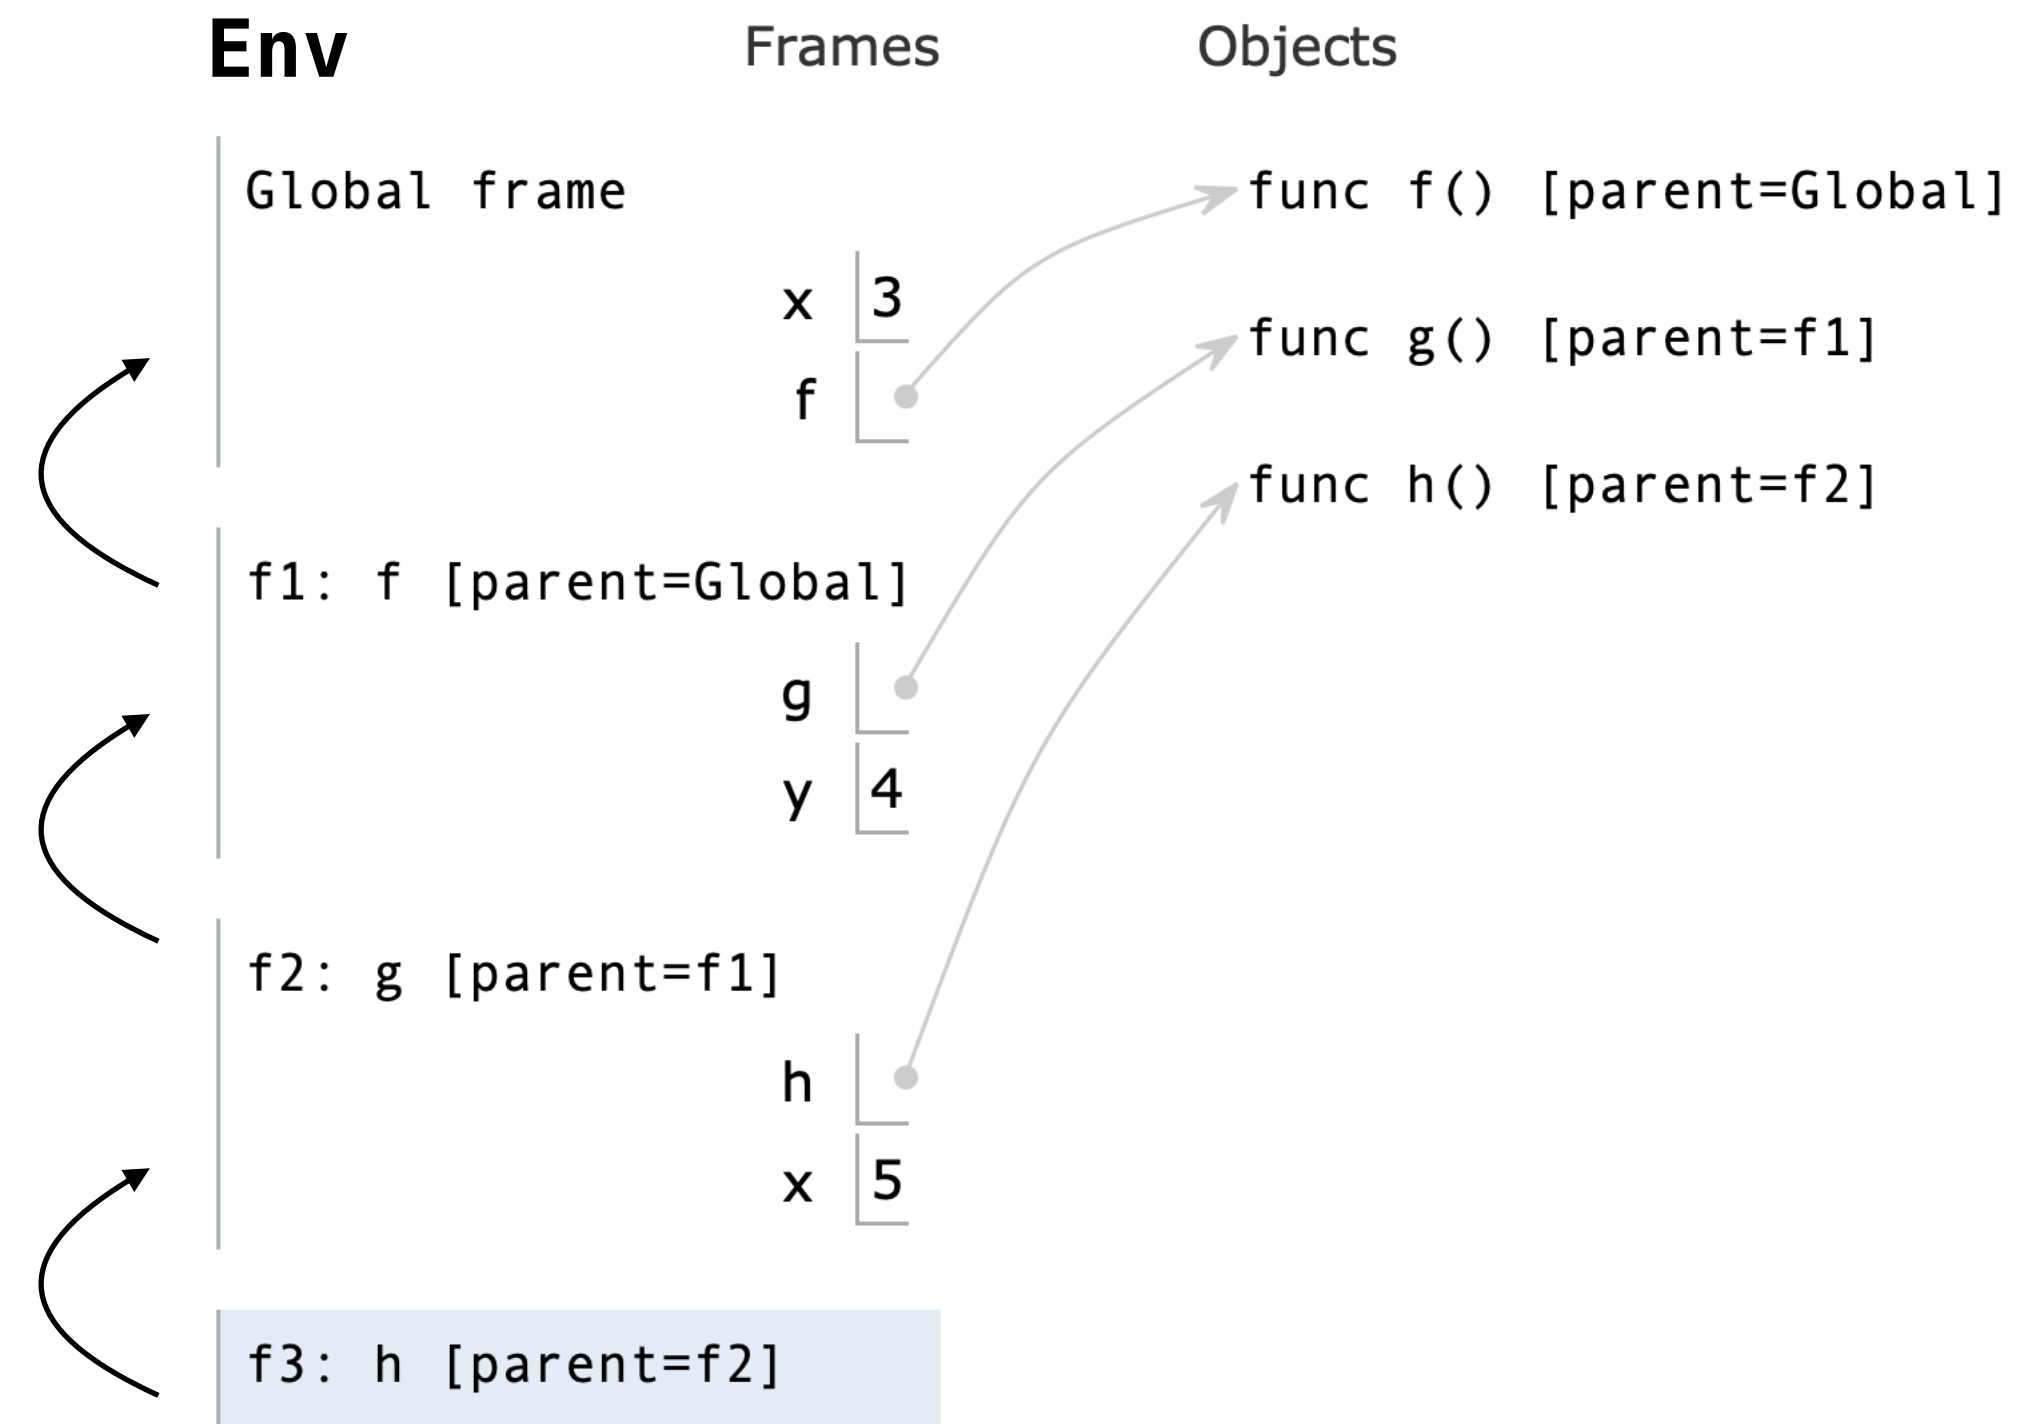 Env Frames Objects
Global frame
func f() [parent=Global]
x 3
func g() [parent=f1]
f
func h() [parent=f2]
f1: f [parent=Global]
g
y 4
f2: g [parent=f1]
h
x 5
f3: h [parent=f2]